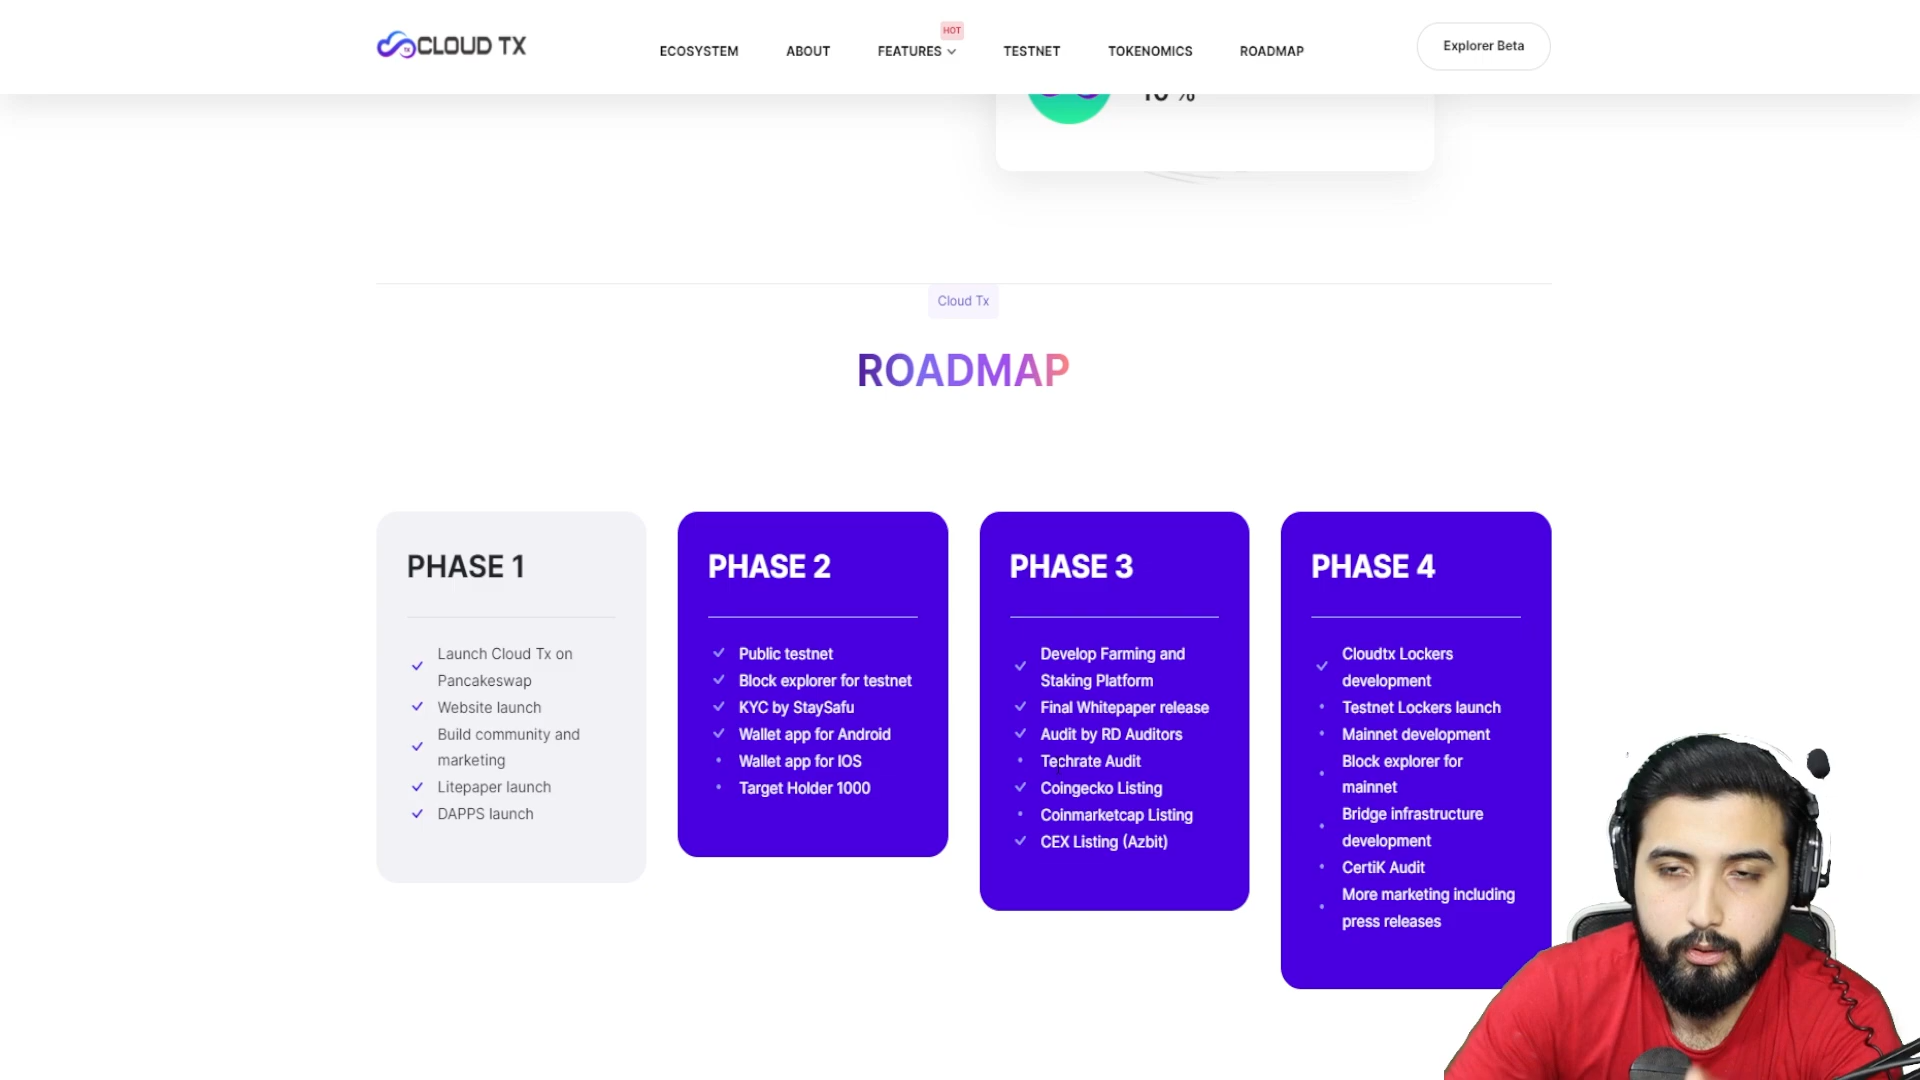 CLOUD TX
ECOSYSTEM
ABOUT
FEATURES
HOT
TESTNET
TOKENOMICS
ROADMAP
Explorer Beta
Cloud Tx
ROADMAP
PHASE 1
Launch Cloud Tx on
Pancakeswap
Website launch
Build community and
marketing
Litepaper launch
DAPPS launch
PHASE 2
Public testnet
Block explorer for testnet
KYC by StaySafu
Wallet app for Android
Wallet app for IOS
Target Holder 1000
PHASE 3
Develop Farming and
Staking Platform
Final Whitepaper release
Audit by RD Auditors
Techrate Audit
Coingecko Listing
Coinmarketcap Listing
CEX Listing (Azbit)
PHASE 4
Cloudtx Lockers
development
Testnet Lockers launch
Mainnet development
Block explorer for
mainnet
Bridge infrastructure
development
CertiK Audit
More marketing including
press releases